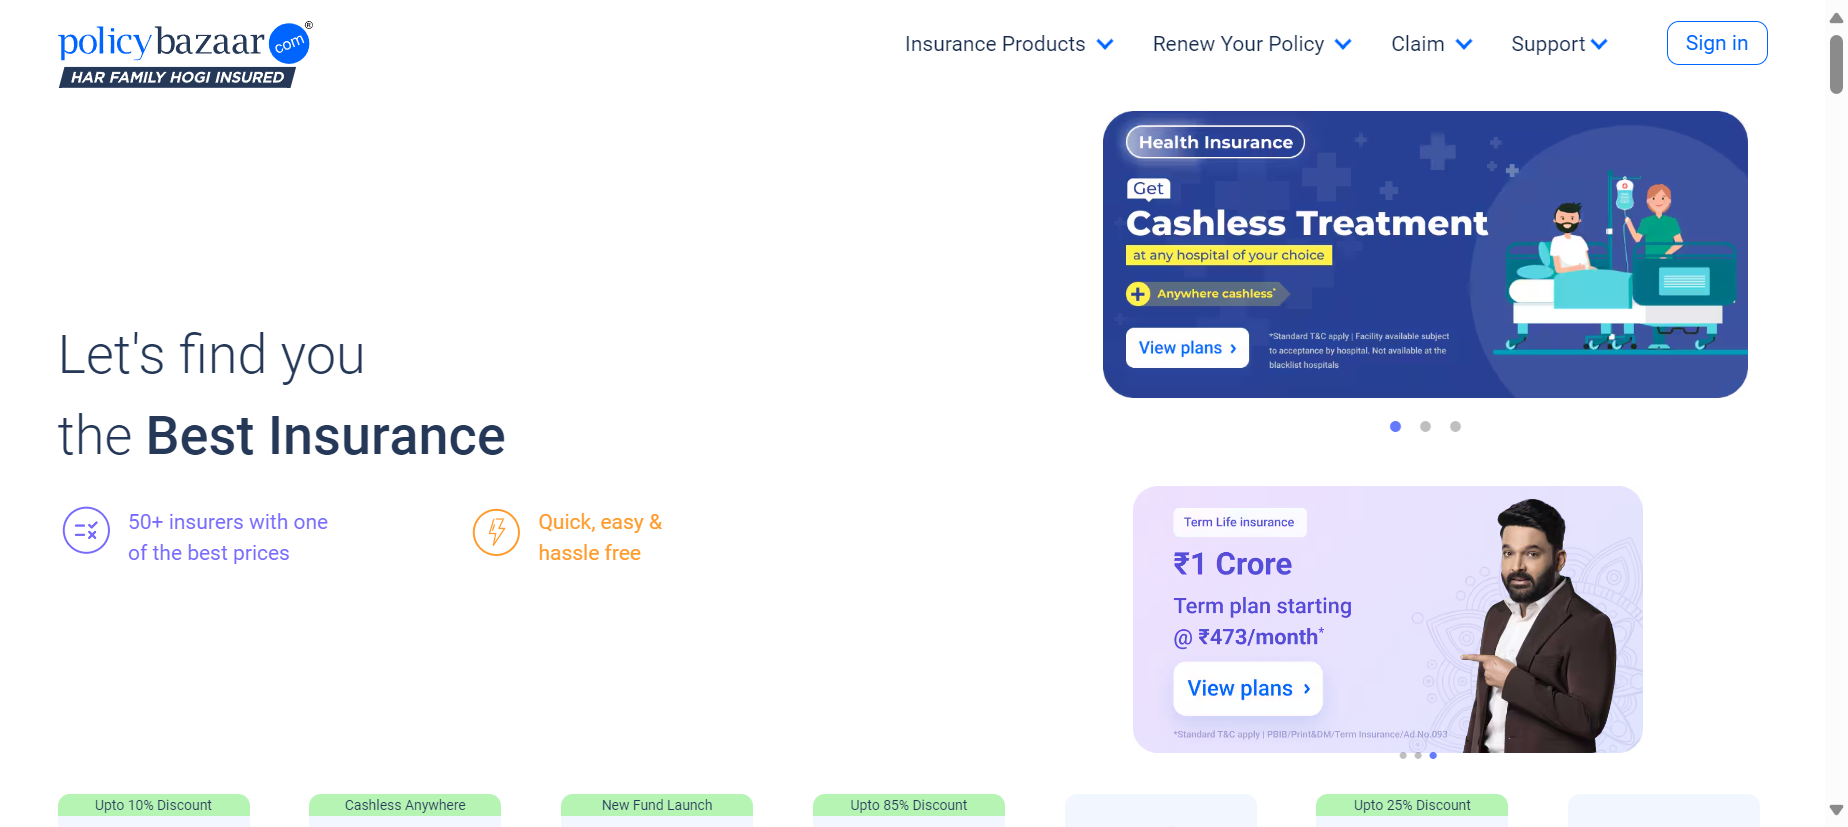 policybazaar.com®
HAR FAMILY HOGI INSURED
Insurance Products
Renew Your Policy
Claim
Support
Sign in
Health Insurance
Get
Cashless Treatment
at any hospital of your choice
Anywhere cashless*
View plans ›
*Standard T&C apply | Facility available subject
to acceptance by hospital. Not available at the
blacklist hospitals
Let's find you
the Best Insurance
50+ insurers with one
of the best prices
Quick, easy &
hassle free
Term Life insurance
₹1 Crore
Term plan starting
@ ₹473/month*
View plans ›
*Standard T&C apply | PBIB/Print&DM/Term Insurance/Ad No.093
Upto 10% Discount
Cashless Anywhere
New Fund Launch
Upto 85% Discount
Upto 25% Discount